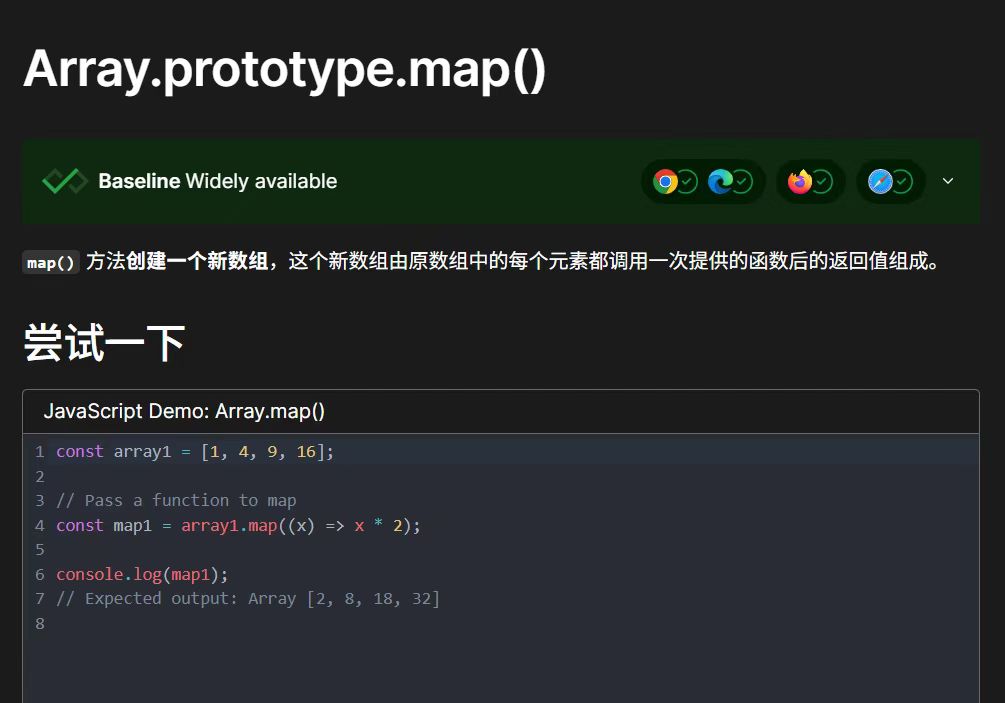 Array.prototype.map()
Baseline Widely available
map() 方法创建一个新数组，这个新数组由原数组中的每个元素都调用一次提供的函数后的返回值组成。
尝试一下
JavaScript Demo: Array.map()
1 const array1 = [1, 4, 9, 16];
2
3 // Pass a function to map
4 const map1 = array1.map((x) => x * 2);
5
6 console.log(map1);
7 // Expected output: Array [2, 8, 18, 32]
8